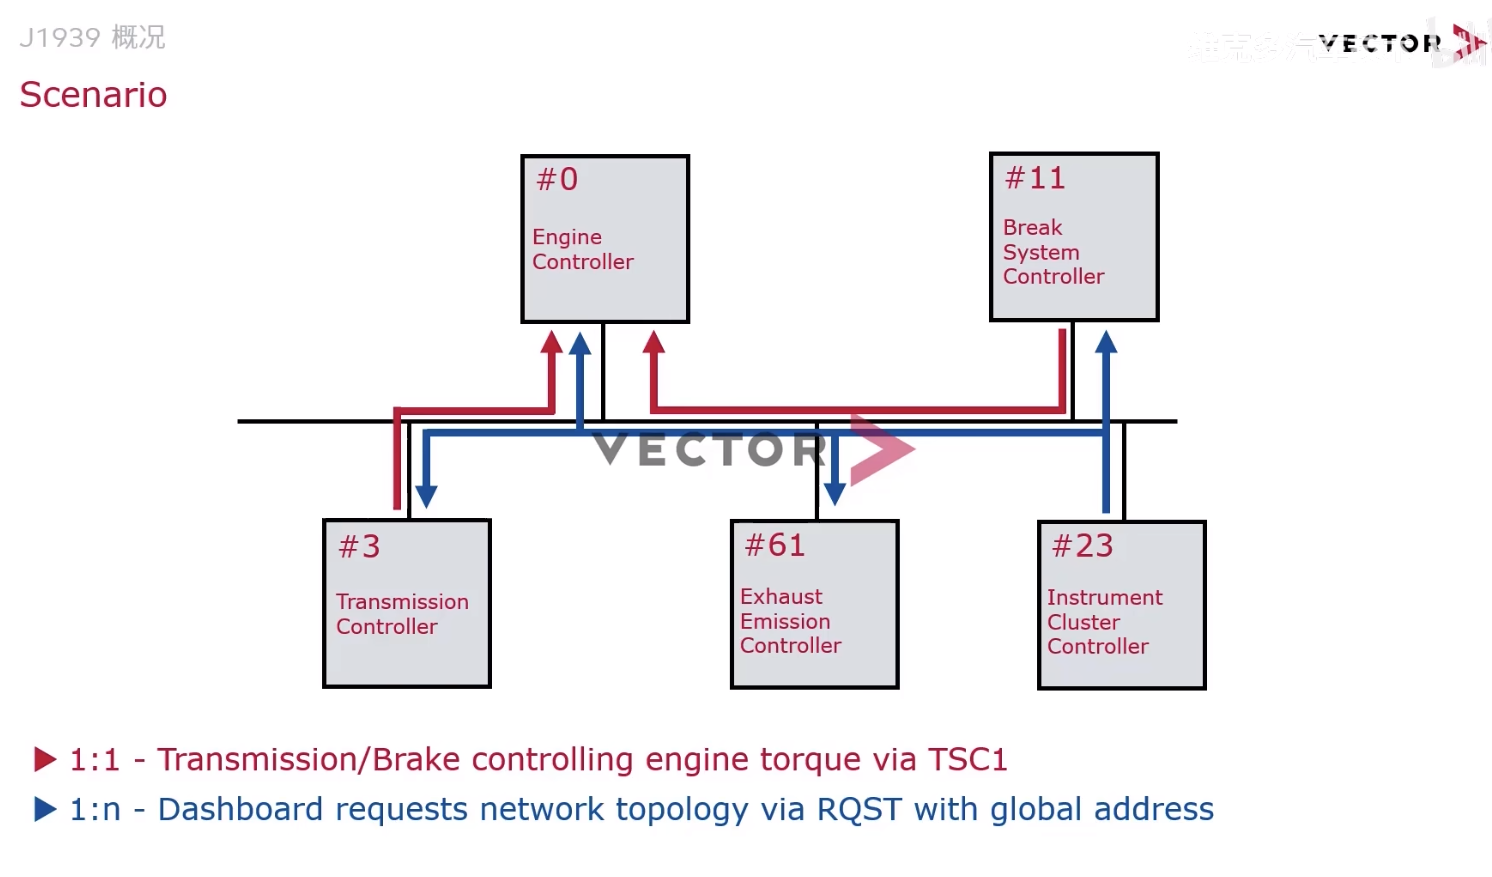 J1939 概况
VECTOR
Scenario
#0
Engine
Controller
#11
Break
System
Controller
VECTOR
#3
Transmission
Controller
#61
Exhaust
Emission
Controller
#23
Instrument
Cluster
Controller
1:1 - Transmission/Brake controlling engine torque via TSC1
1:n - Dashboard requests network topology via RQST with global address